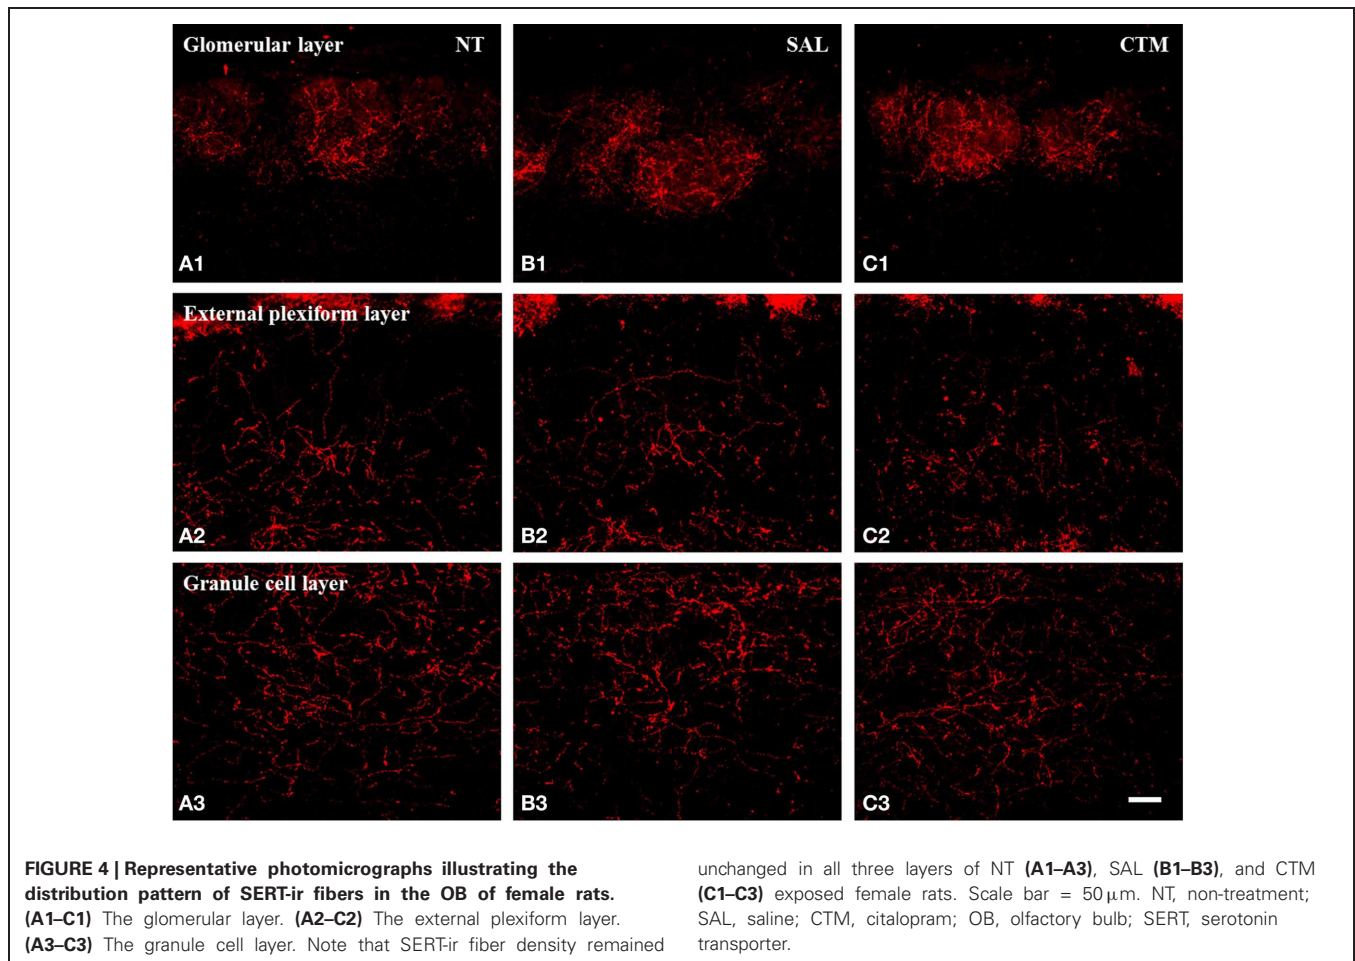 Glomerular layer NT
SAL
CTM
A1
B1
C1
External plexiform layer
A2
B2
C2
Granule cell layer
A3
B3
C3
FIGURE 4 | Representative photomicrographs illustrating the
distribution pattern of SERT-ir fibers in the OB of female rats.
(A1–C1) The glomerular layer. (A2–C2) The external plexiform layer.
(A3–C3) The granule cell layer. Note that SERT-ir fiber density remained
unchanged in all three layers of NT (A1–A3), SAL (B1–B3), and CTM
(C1–C3) exposed female rats. Scale bar = 50 μm. NT, non-treatment;
SAL, saline; CTM, citalopram; OB, olfactory bulb; SERT, serotonin
transporter.